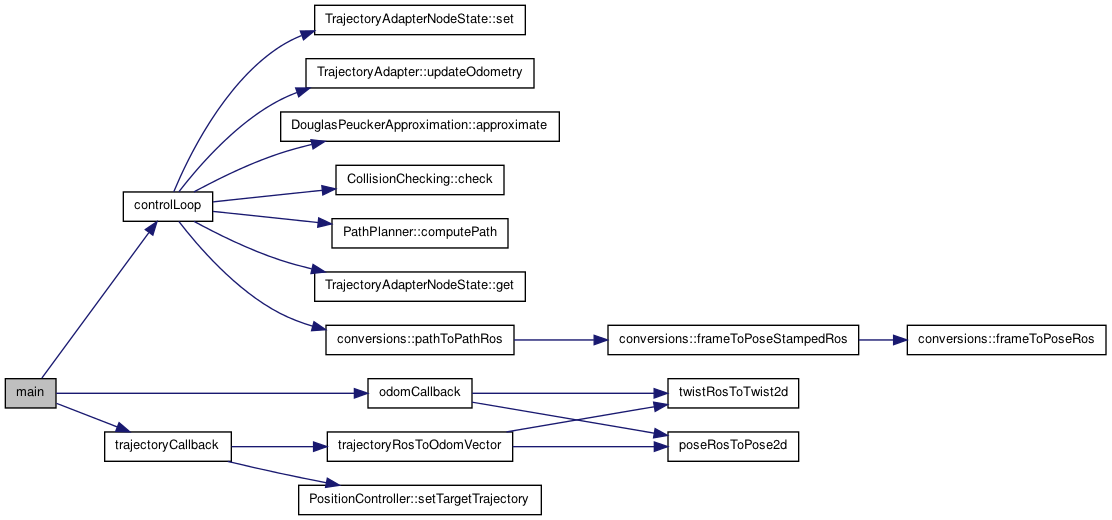 TrajectoryAdapterNodeState::set
TrajectoryAdapter::updateOdometry
DouglasPeuckerApproximation::approximate
CollisionChecking::check
controlLoop
PathPlanner::computePath
TrajectoryAdapterNodeState::get
conversions::pathToPathRos
conversions::frameToPoseStampedRos
conversions::frameToPoseRos
main
odomCallback
twistRosToTwist2d
trajectoryCallback
trajectoryRosToOdomVector
poseRosToPose2d
PositionController::setTargetTrajectory